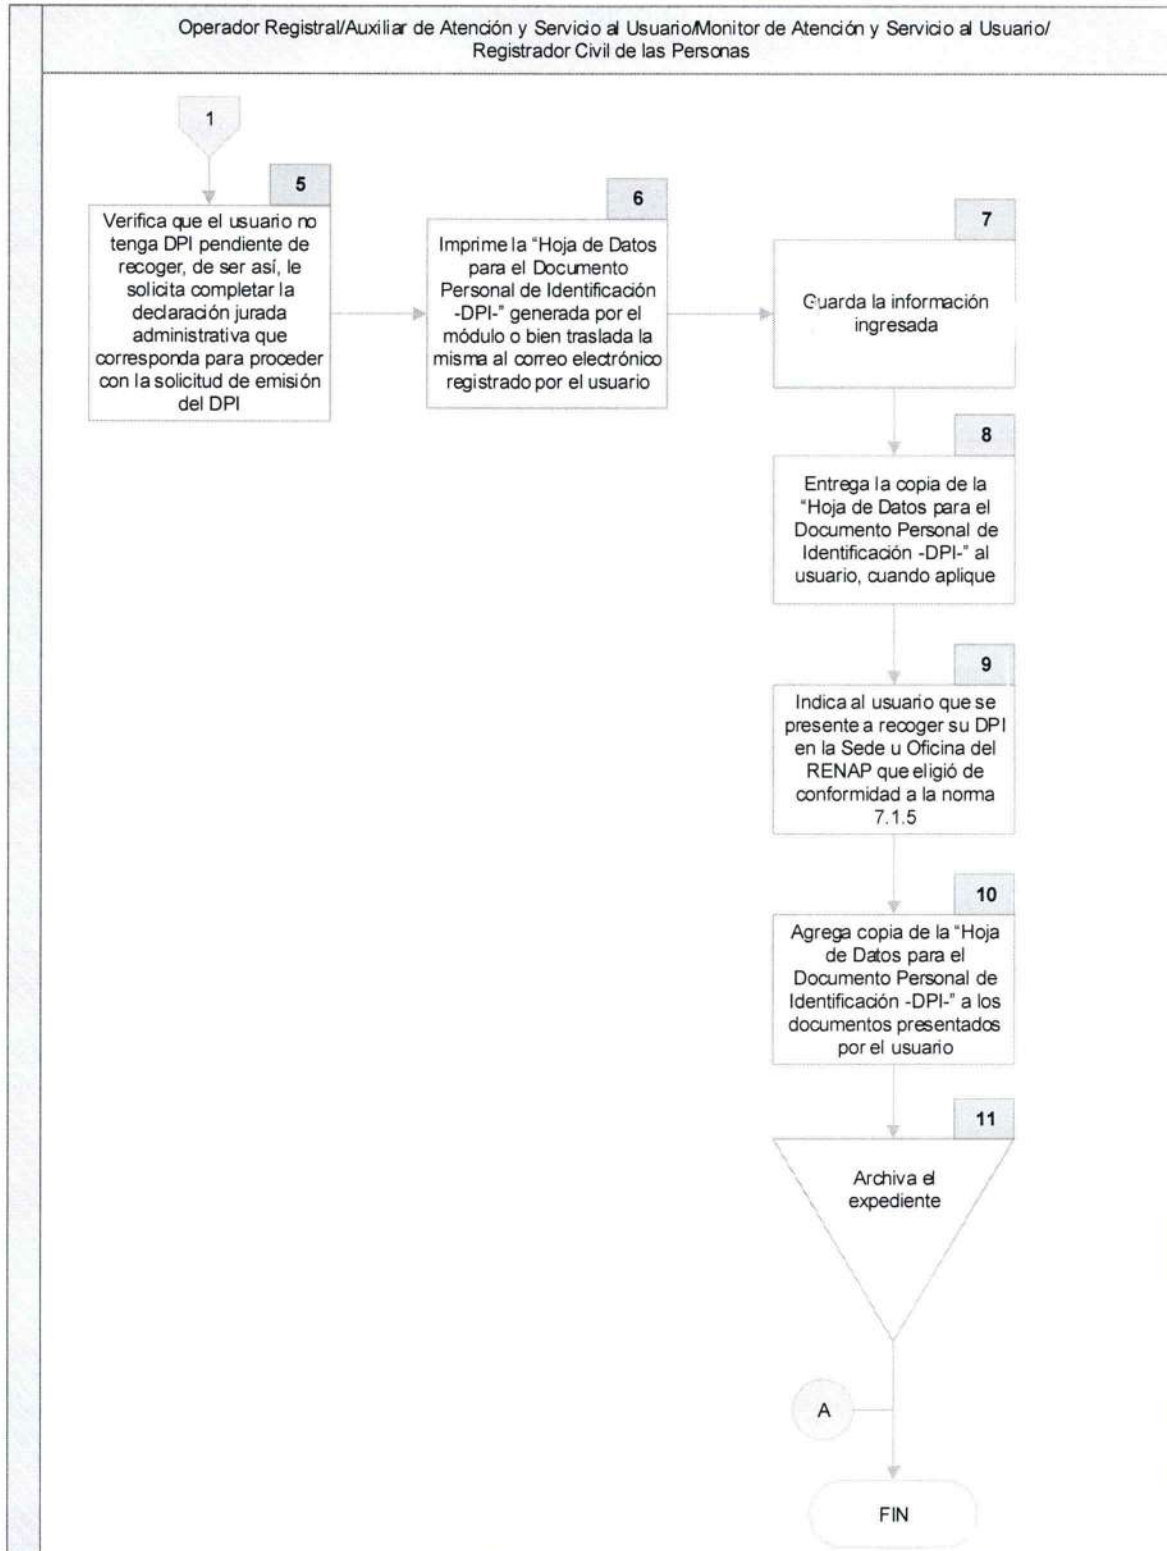 Operador Registral/Auxiliar de Atención y Servicio al Usuario/Monitor de Atención y Servicio al Usuario/
Registrador Civil de las Personas
1
5
Verifica que el usuario no
tenga DPI pendiente de
recoger, de ser así, le
solicita completar la
declaración jurada
administrativa que
corresponda para proceder
con la solicitud de emisión
del DPI
6
Imprime la “Hoja de Datos
para el Documento
Personal de Identificación
-DPI-” generada por el
módulo o bien traslada la
misma al correo electrónico
registrado por el usuario
7
Guarda la información
ingresada
8
Entrega la copia de la
“Hoja de Datos para el
Documento Personal de
Identificación -DPI-” al
usuario, cuando aplique
9
Indica al usuario que se
presente a recoger su DPI
en la Sede u Oficina del
RENAP que eligió de
conformidad a la norma
7.1.5
10
Agrega copia de la “Hoja
de Datos para el
Documento Personal de
Identificación -DPI-” a los
documentos presentados
por el usuario
11
Archiva el
expediente
A
FIN